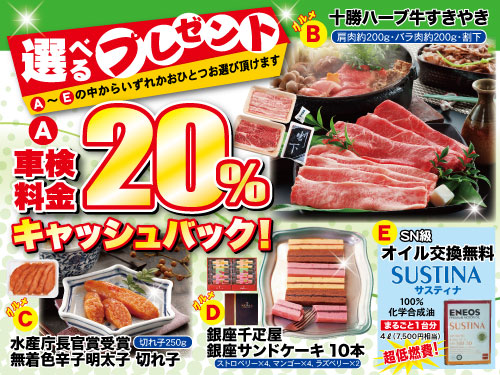 選べるプレゼント
A～Eの中からいずれかおひとつお選び頂けます
A
車検
料金
20%
キャッシュバック!
グルメ
B
十勝ハーブ牛すきやき
肩肉約200g・バラ肉約200g・割下
割下
グルメ
C
水産庁長官賞受賞 切れ子250g
無着色辛子明太子 切れ子
グルメ
D
銀座千疋屋
銀座サンドケーキ 10本
ストロベリー×4、マンゴー×4、ラズベリー×2
E
SN級
オイル交換無料
SUSTINA
サスティナ
100%
化学合成油
まるごと1台分
4ℓ(7,500円相当)
超低燃費!
ENEOS
SUSTINA